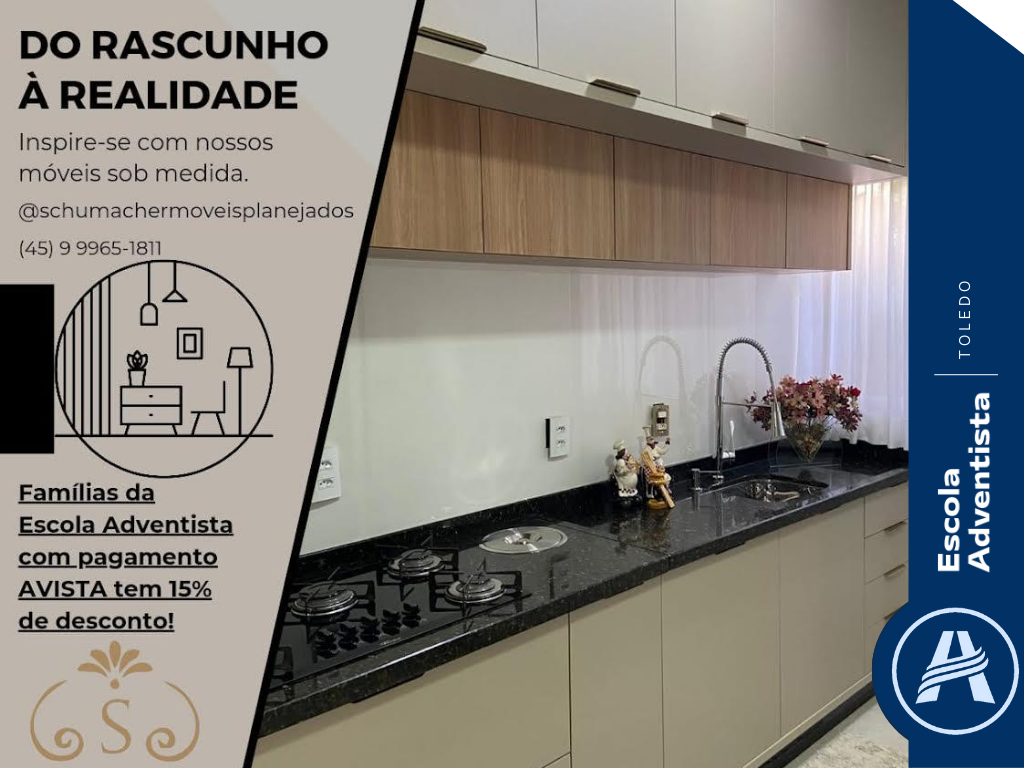 DO RASCUNHO
À REALIDADE
Inspire-se com nossos
móveis sob medida.
@schumachermoveisplanejados
(45) 9 9965-1811
Famílias da
Escola Adventista
com pagamento
AVISTA tem 15%
de desconto!
S
TOLEDO
Escola
Adventista